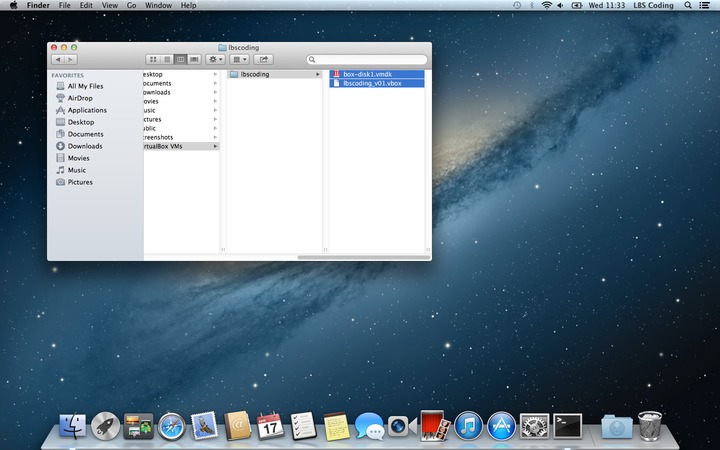 Finder File Edit View Go Window Help
Wed 11:33 LBS Coding
lbscoding
FAVORITES
All My Files
AirDrop
Applications
Desktop
Documents
Downloads
Movies
Music
Pictures
esktop
ocuments
ownloads
ovies
usic
ctures
ublic
creenshots
irtualBox VMs
lbscoding
box-disk1.vmdk
lbscoding_v01.vbox
17